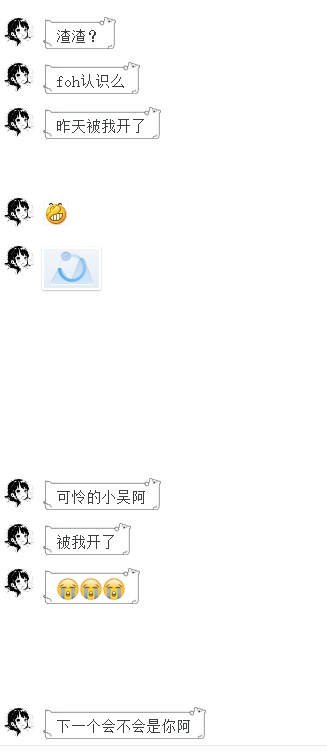 渣渣？
foh认识么
昨天被我开了
可怜的小吴阿
被我开了
下一个会不会是你阿